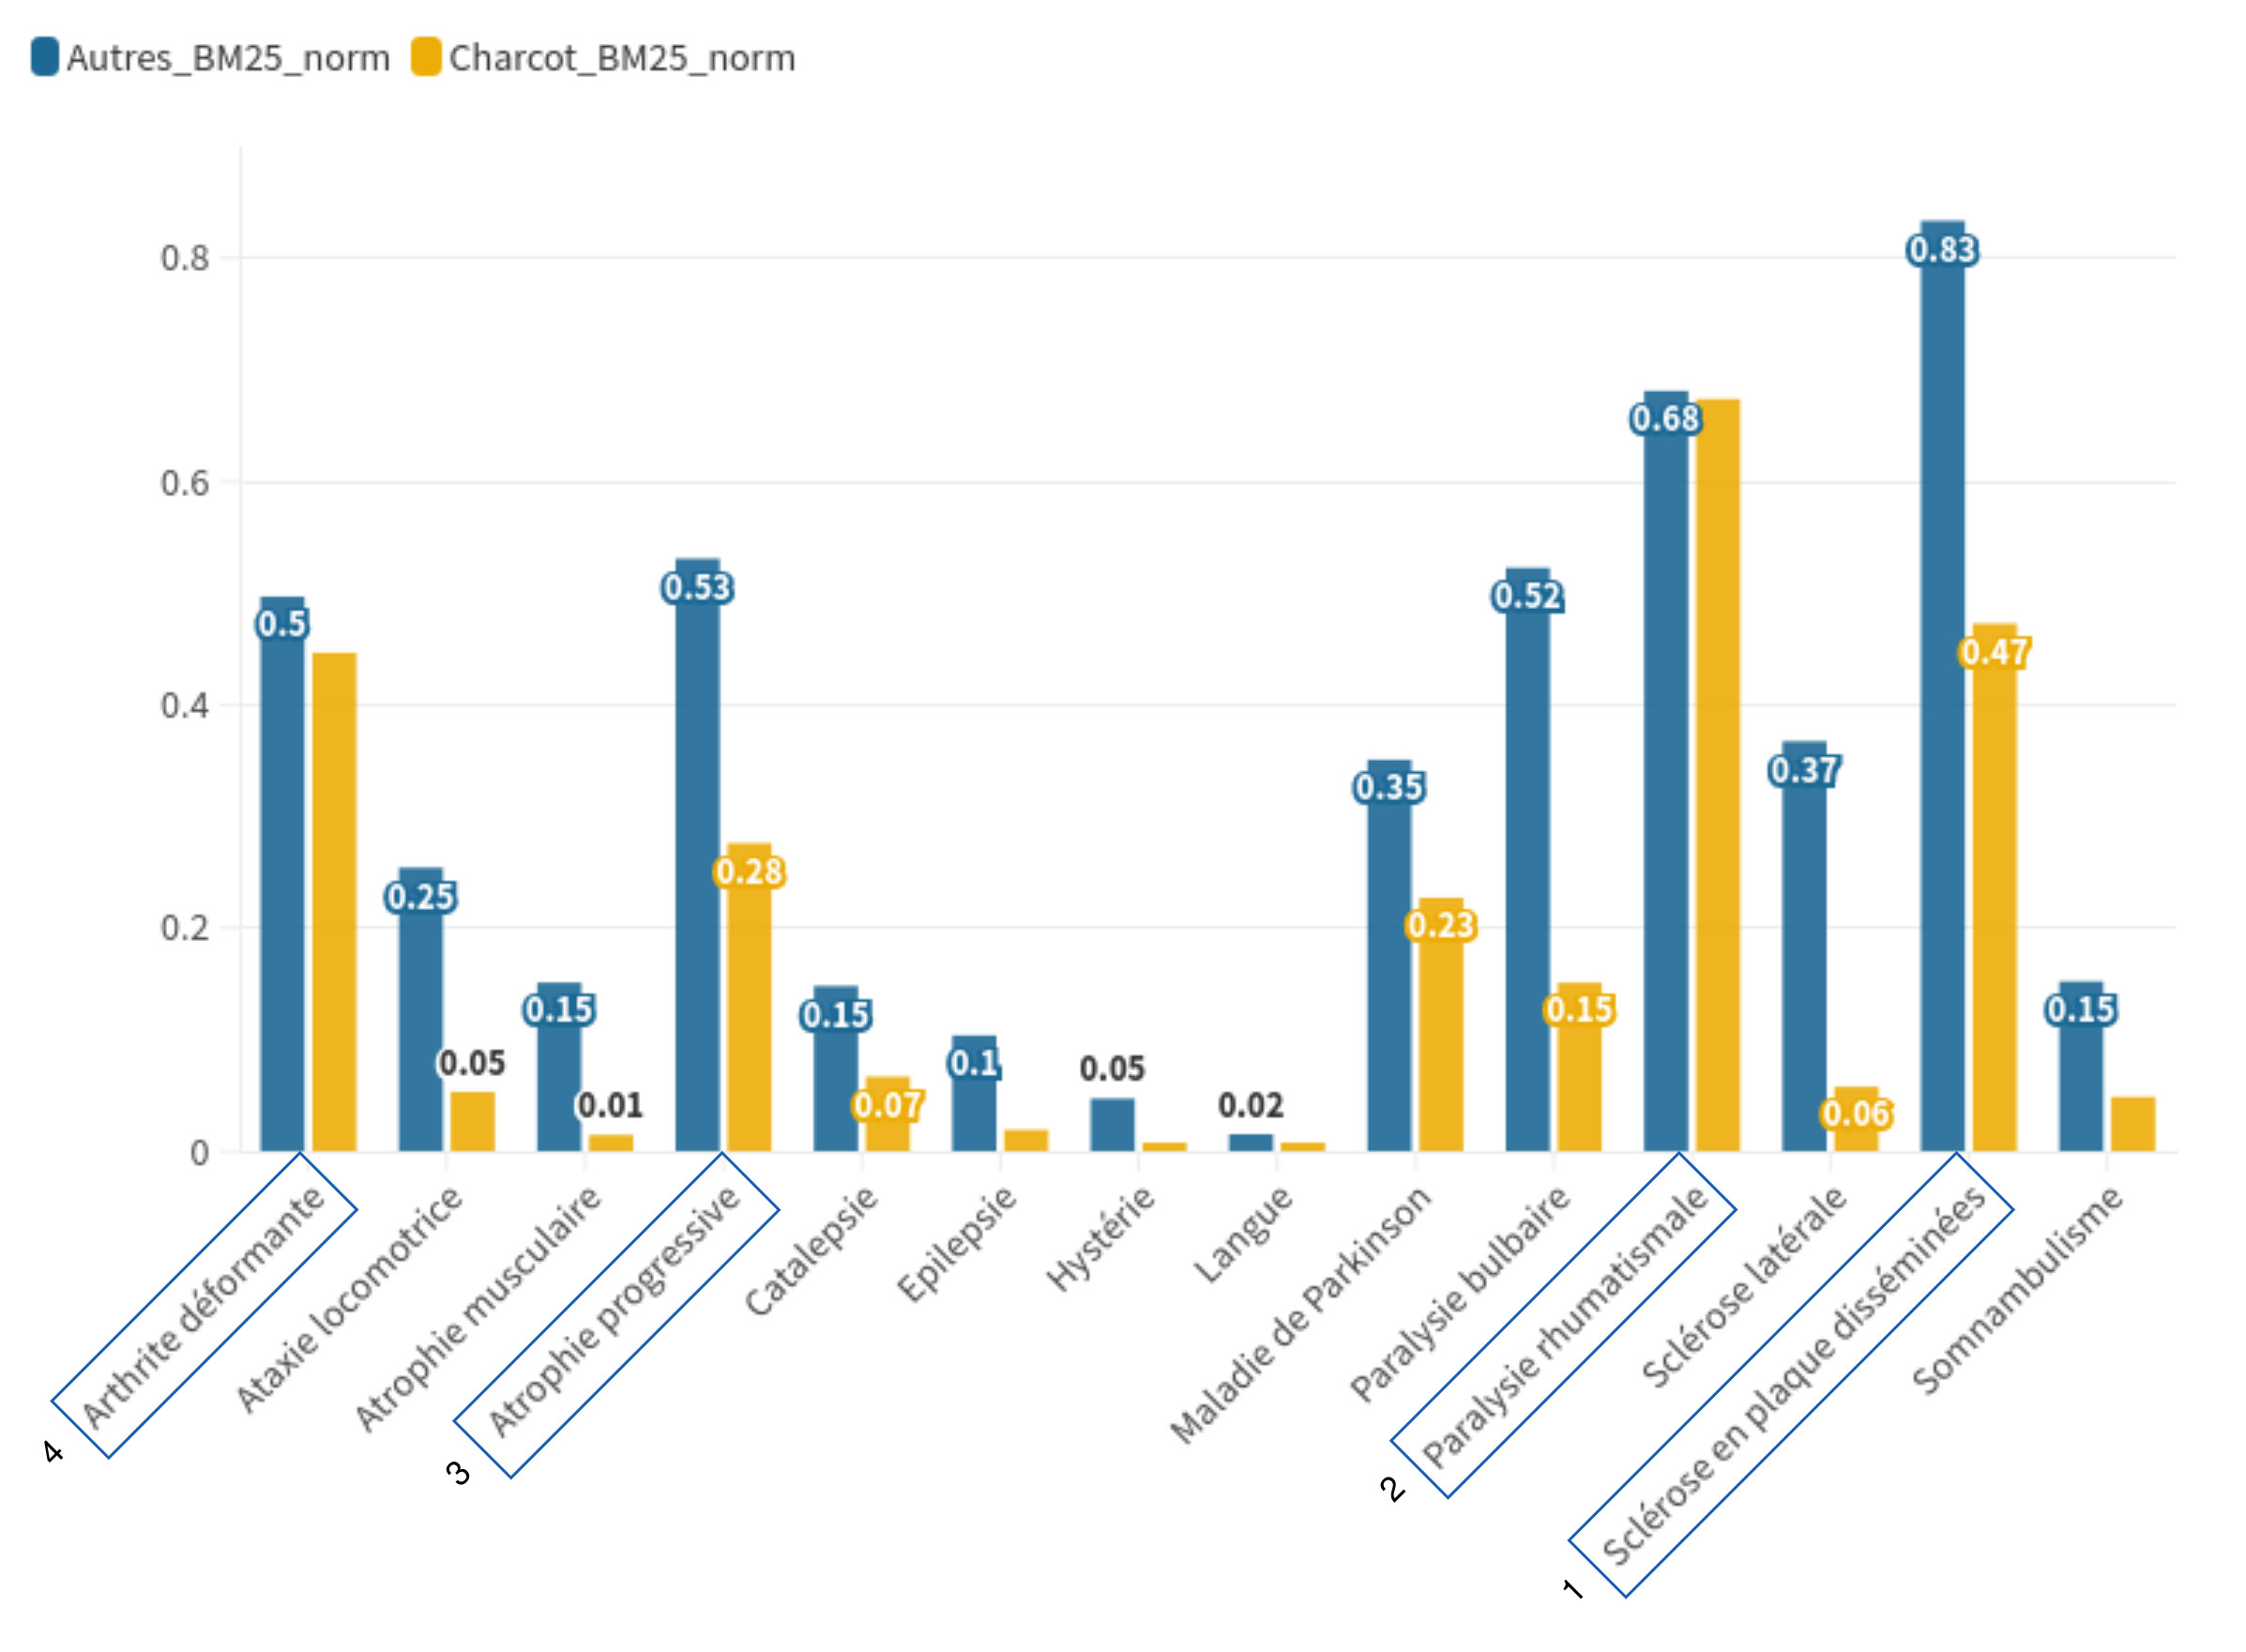 Autres_BM25_norm Charcot_BM25_norm
0.8
0.6
0.4
0.2
0
0.5
0.25
0.05
0.15
0.01
0.53
0.28
0.15
0.07
0.1
0.05
0.02
0.35
0.23
0.52
0.15
0.68
0.37
0.06
0.83
0.47
0.15
Arthrite déformante
Ataxie locomotrice
Atrophie musculaire
Atrophie progressive
Catalepsie
Epilepsie
Hystérie
Langue
Maladie de Parkinson
Paralysie bulbaire
Paralysie rhumatismale
Sclérose latérale
Sclérose en plaque disséminées
Somnambulisme
4
3
2
1